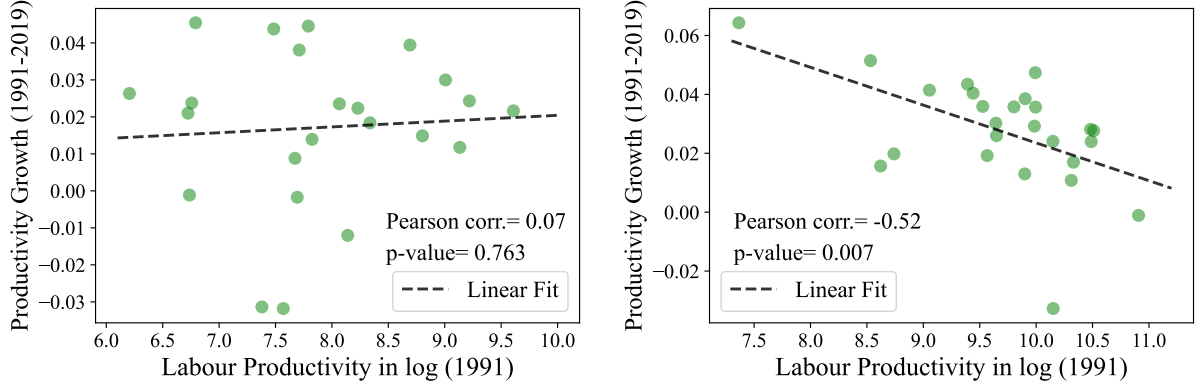 Productivity Growth (1991-2019)
0.04
0.03
0.02
0.01
0.00
−0.01
−0.02
−0.03
Pearson corr.= 0.07
p-value= 0.763
Linear Fit
6.0 6.5 7.0 7.5 8.0 8.5 9.0 9.5 10.0
Labour Productivity in log (1991)
Productivity Growth (1991-2019)
0.06
0.04
0.02
0.00
−0.02
Pearson corr.= -0.52
p-value= 0.007
Linear Fit
7.5 8.0 8.5 9.0 9.5 10.0 10.5 11.0
Labour Productivity in log (1991)